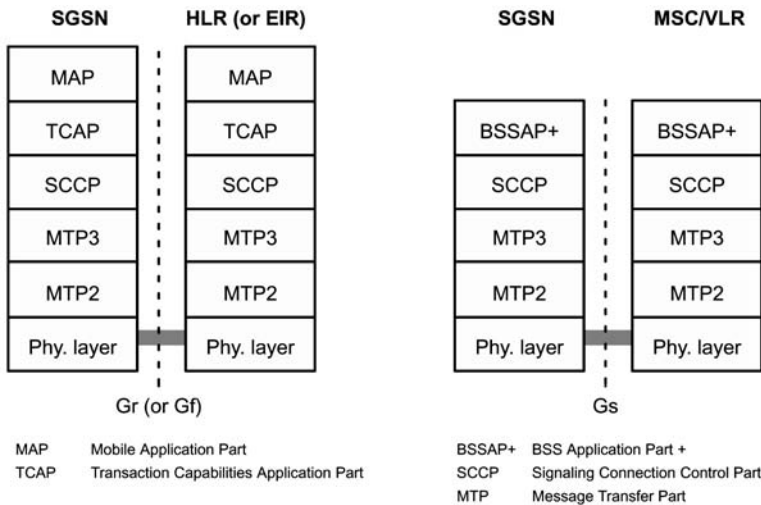 SGSN HLR (or EIR)
MAP MAP
TCAP TCAP
SCCP SCCP
MTP3 MTP3
MTP2 MTP2
Phy. layer Phy. layer
Gr (or Gf)
MAP Mobile Application Part
TCAP Transaction Capabilities Application Part
SGSN MSC/VLR
BSSAP+ BSSAP+
SCCP SCCP
MTP3 MTP3
MTP2 MTP2
Phy. layer Phy. layer
Gs
BSSAP+ BSS Application Part +
SCCP Signaling Connection Control Part
MTP Message Transfer Part